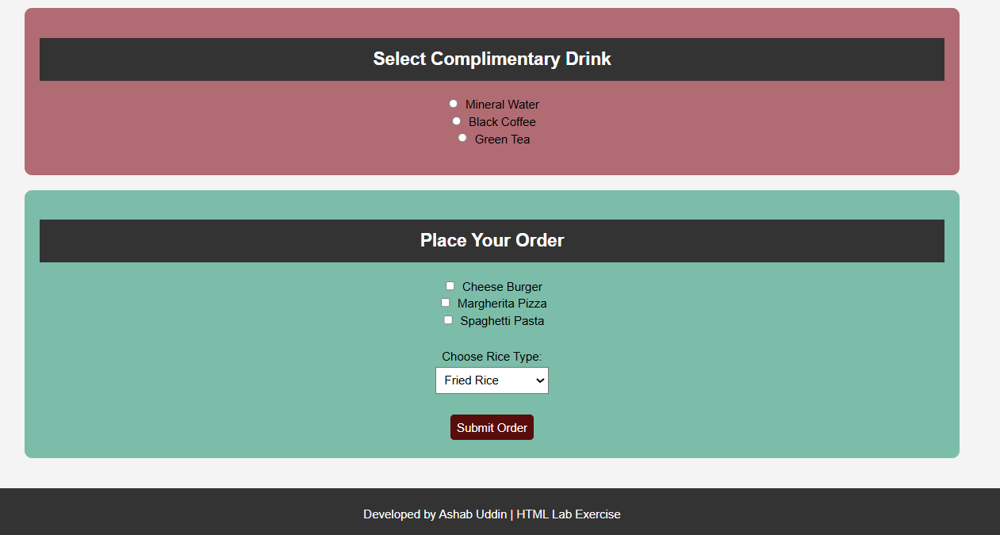 Select Complimentary Drink
Mineral Water
Black Coffee
Green Tea
Place Your Order
Cheese Burger
Margherita Pizza
Spaghetti Pasta
Choose Rice Type:
Fried Rice
Submit Order
Developed by Ashab Uddin | HTML Lab Exercise